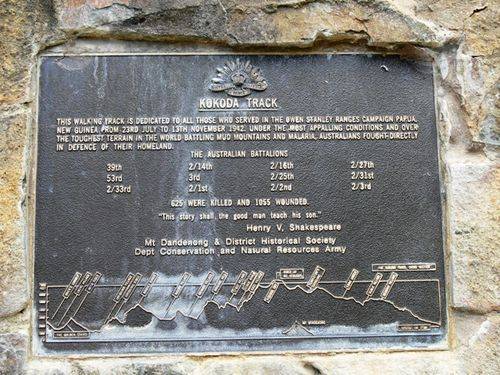 KOKODA TRACK
THIS WALKING TRACK IS DEDICATED TO ALL THOSE WHO SERVED IN THE OWEN STANLEY RANGES CAMPAIGN PAPUA
NEW GUINEA FROM 23RD JULY TO 13TH NOVEMBER 1942. UNDER THE MOST APPALLING CONDITIONS AND OVER
THE TOUGHEST TERRAIN IN THE WORLD BATTLING MUD MOUNTAINS AND MALARIA, AUSTRALIANS FOUGHT DIRECTLY
IN DEFENCE OF THEIR HOMELAND.
THE AUSTRALIAN BATTALIONS
39th 2/14th 2/16th 2/27th
53rd 3rd 2/25th 2/31st
2/33rd 2/1st 2/2nd 2/3rd
625 WERE KILLED AND 1055 WOUNDED.
"This story shall the good man teach his son."
Henry V, Shakespeare
Mt Dandenong & District Historical Society
Dept Conservation and Natural Resources Army